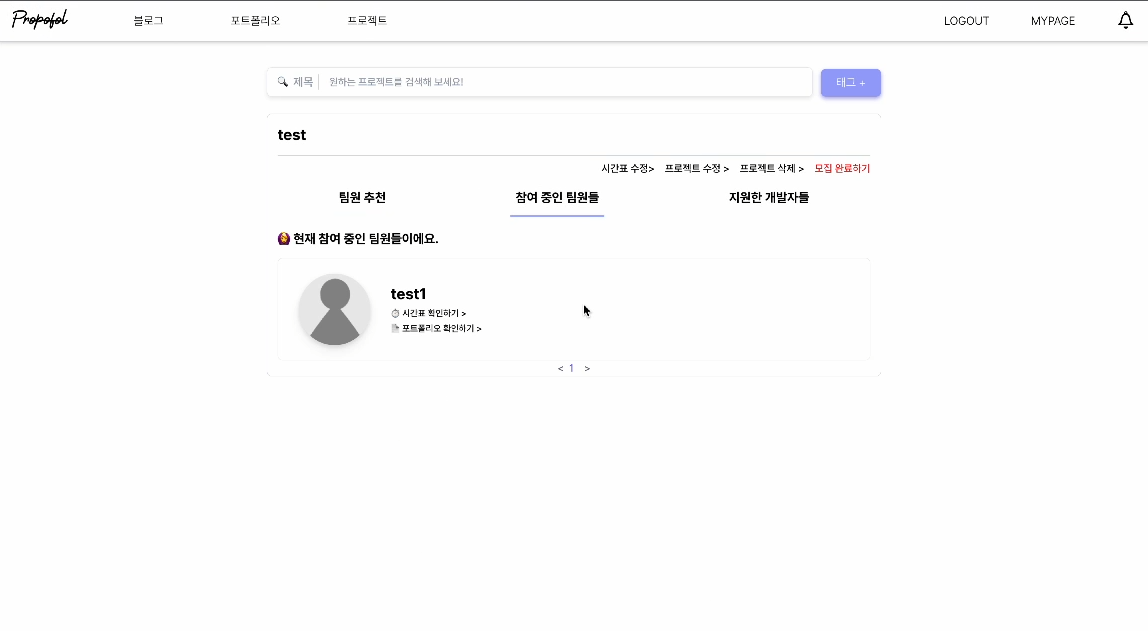 Propofol 블로그 포트폴리오 프로젝트 LOGOUT MYPAGE
제목 원하는 프로젝트를 검색해 보세요! 태그 +
test
시간표 수정> 프로젝트 수정 > 프로젝트 삭제 > 모집 완료하기
팀원 추천 참여 중인 팀원들 지원한 개발자들
현재 참여 중인 팀원들이에요.
test1
시간표 확인하기 >
포트폴리오 확인하기 >
< 1 >